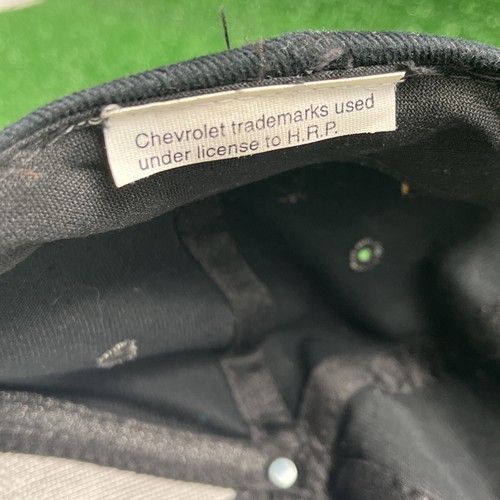 Chevrolet trademarks used
under license to H.R.P.